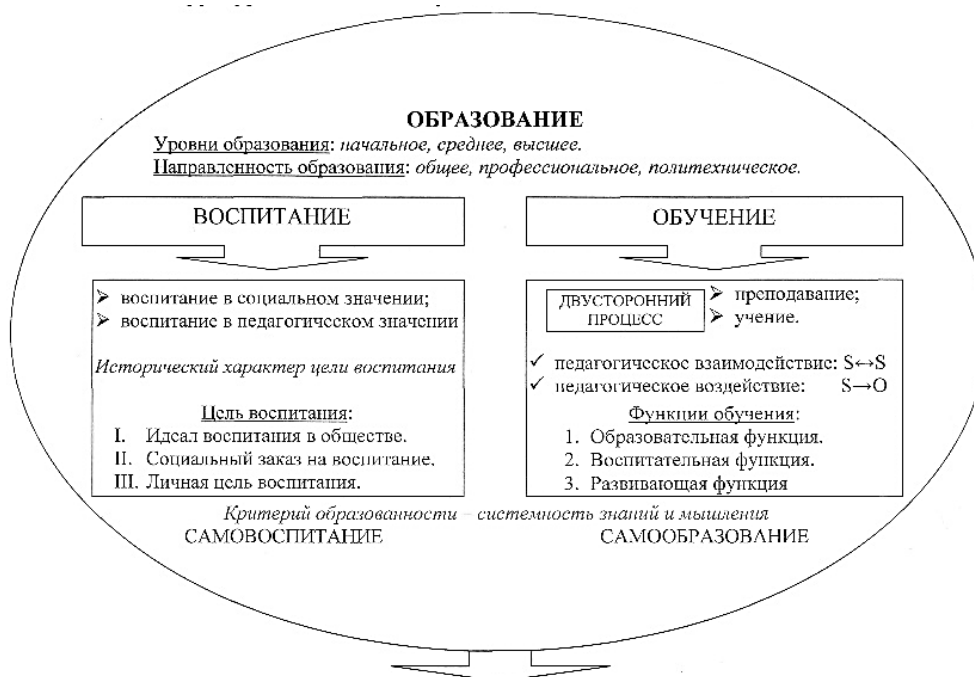 ОБРАЗОВАНИЕ
Уровни образования: начальное, среднее, высшее.
Направленность образования: общее, профессиональное, политехническое.
ВОСПИТАНИЕ
➢ воспитание в социальном значении;
➢ воспитание в педагогическом значении
Исторический характер цели воспитания
Цель воспитания:
I. Идеал воспитания в обществе.
II. Социальный заказ на воспитание.
III. Личная цель воспитания.
ОБУЧЕНИЕ
ДВУСТОРОННИЙ
ПРОЦЕСС
➢ преподавание;
➢ учение.
✓ педагогическое взаимодействие: S↔S
✓ педагогическое воздействие: S→O
Функции обучения:
1. Образовательная функция.
2. Воспитательная функция.
3. Развивающая функция
Критерий образованности – системность знаний и мышления
САМОВОСПИТАНИЕ
САМООБРАЗОВАНИЕ